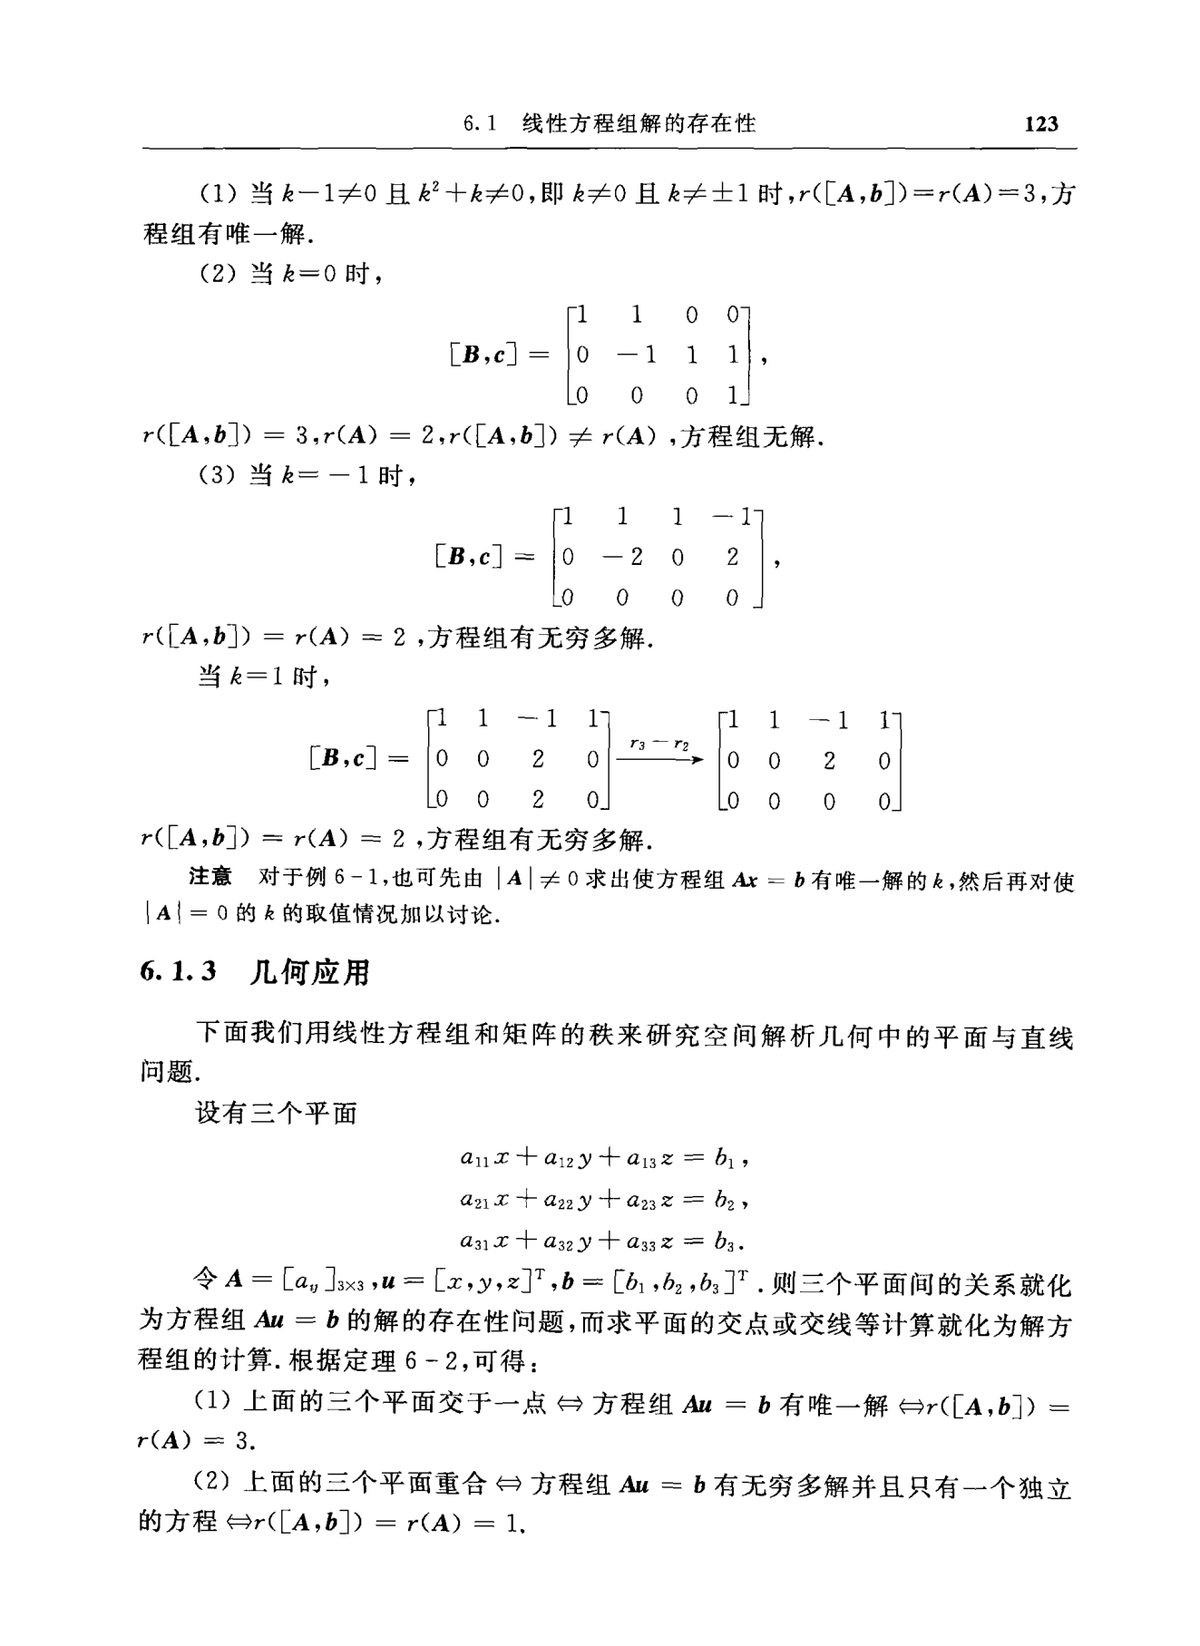 6.1 线性方程组解的存在性 123
(1) 当 k−1≠0 且 k²+k≠0,即 k≠0 且 k≠±1 时,r([A,b])=r(A)=3,方
程组有唯一解.
(2) 当 k=0 时,
[B,c] = [1 1 0 0
0 −1 1 1
0 0 0 1],
r([A,b]) = 3,r(A) = 2,r([A,b]) ≠ r(A) ,方程组无解.
(3) 当 k= −1 时,
[B,c] = [1 1 1 −1
0 −2 0 2
0 0 0 0],
r([A,b]) = r(A) = 2 ,方程组有无穷多解.
当 k=1 时,
[B,c] = [1 1 −1 1
0 0 2 0
0 0 2 0] r₃−r₂→ [1 1 −1 1
0 0 2 0
0 0 0 0]
r([A,b]) = r(A) = 2 ,方程组有无穷多解.
注意 对于例 6-1,也可先由 |A| ≠ 0 求出使方程组 Ax = b 有唯一解的 k,然后再对使
|A| = 0 的 k 的取值情况加以讨论.
6.1.3 几何应用
下面我们用线性方程组和矩阵的秩来研究空间解析几何中的平面与直线
问题.
设有三个平面
a₁₁x + a₁₂y + a₁₃z = b₁,
a₂₁x + a₂₂y + a₂₃z = b₂,
a₃₁x + a₃₂y + a₃₃z = b₃.
令 A = [aᵢⱼ]₃ₓ₃,u = [x,y,z]ᵀ,b = [b₁,b₂,b₃]ᵀ.则三个平面间的关系就化
为方程组 Au = b 的解的存在性问题,而求平面的交点或交线等计算就化为解方
程组的计算.根据定理 6-2,可得:
(1) 上面的三个平面交于一点 ⇔ 方程组 Au = b 有唯一解 ⇔r([A,b]) =
r(A) = 3.
(2) 上面的三个平面重合 ⇔ 方程组 Au = b 有无穷多解并且只有一个独立
的方程 ⇔r([A,b]) = r(A) = 1.